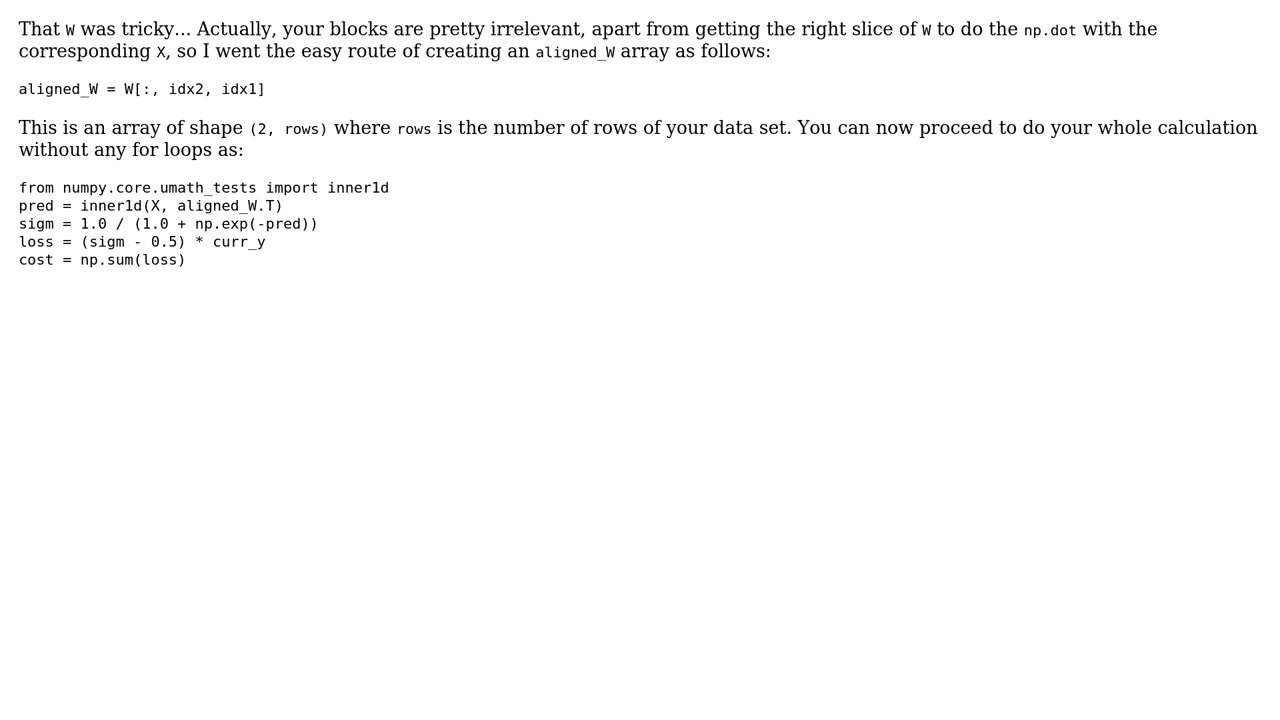 That W was tricky... Actually, your blocks are pretty irrelevant, apart from getting the right slice of W to do the np.dot with the
corresponding X, so I went the easy route of creating an aligned_W array as follows:
aligned_W = W[:, idx2, idx1]
This is an array of shape (2, rows) where rows is the number of rows of your data set. You can now proceed to do your whole calculation
without any for loops as:
from numpy.core.umath_tests import inner1d
pred = inner1d(X, aligned_W.T)
sigm = 1.0 / (1.0 + np.exp(-pred))
loss = (sigm - 0.5) * curr_y
cost = np.sum(loss)